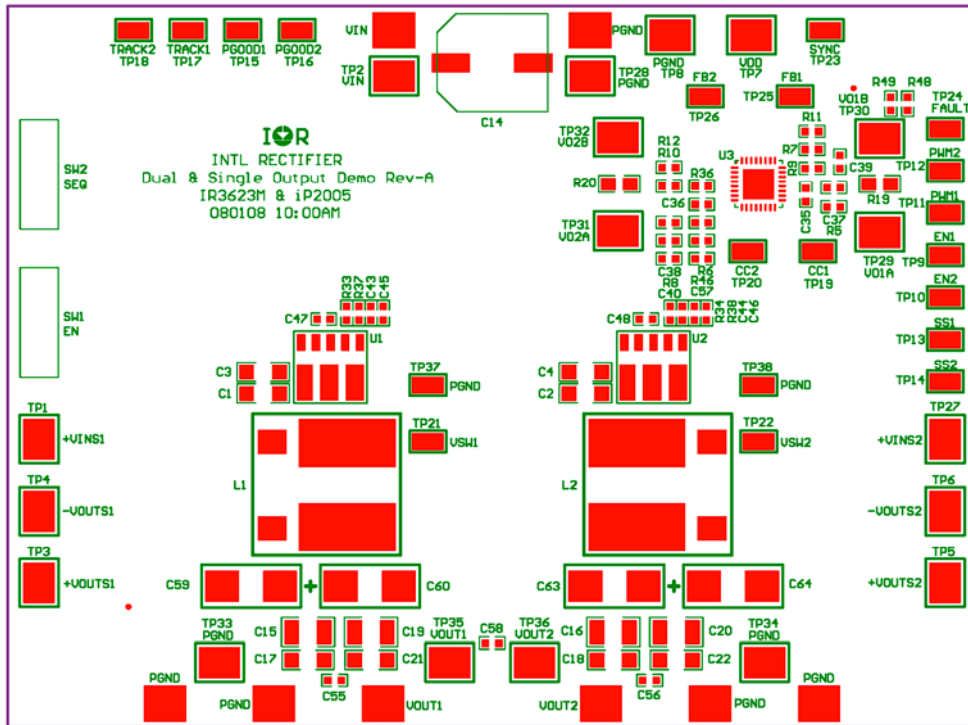 TRACK2
TP18
TRACK1
TP17
PGOOD1
TP15
PGOOD2
TP16
VIN
TP2
VIN
C14
PGND
TP28
PGND
PGND
TP8
VDD
TP7
SYNC
TP23
FB2
TP26
FB1
TP25
R49
R48
VO1B
TP30
TP24
FAULT
SW2
SEQ
IOR
INTL RECTIFIER
Dual & Single Output Demo Rev-A
IR3623M & iP2005
080108 10:00AM
TP32
VO2B
R20
TP31
VO2A
R12
R10
R36
C36
U3
R11
R7
R9
C39
R19
C35
C37
R5
PWM2
TP12
PWM1
TP11
EN1
TP9
EN2
TP10
SS1
TP13
SS2
TP14
C38
R8
C40
R6
R46
C57
CC2
TP20
CC1
TP19
TP29
VO1A
SW1
EN
C47
R33
R37
C43
C45
U1
C48
R34
R38
C44
C46
U2
C3
C1
TP37
PGND
C4
C2
TP38
PGND
TP1
+VINS1
TP21
VSW1
TP22
VSW2
TP27
+VINS2
L1
L2
TP4
-VOUTS1
TP6
-VOUTS2
TP3
+VOUTS1
TP5
+VOUTS2
C59
+
C60
C63
+
C64
TP33
PGND
C15
C19
C17
C21
C55
TP35
VOUT1
C58
TP36
VOUT2
C16
C20
C18
C22
C56
TP34
PGND
PGND
PGND
VOUT1
VOUT2
PGND
PGND